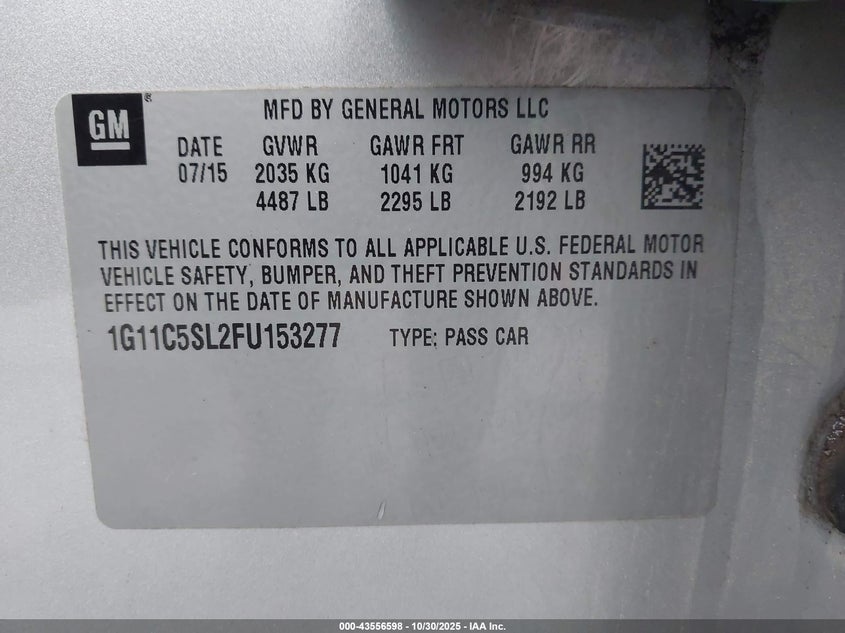 GM
MFD BY GENERAL MOTORS LLC
DATE GVWR GAWR FRT GAWR RR
07/15 2035 KG 1041 KG 994 KG
4487 LB 2295 LB 2192 LB
THIS VEHICLE CONFORMS TO ALL APPLICABLE U.S. FEDERAL MOTOR
VEHICLE SAFETY, BUMPER, AND THEFT PREVENTION STANDARDS IN
EFFECT ON THE DATE OF MANUFACTURE SHOWN ABOVE.
1G11C5SL2FU153277 TYPE: PASS CAR
000-43556598 - 10/30/2025 - IAA Inc.